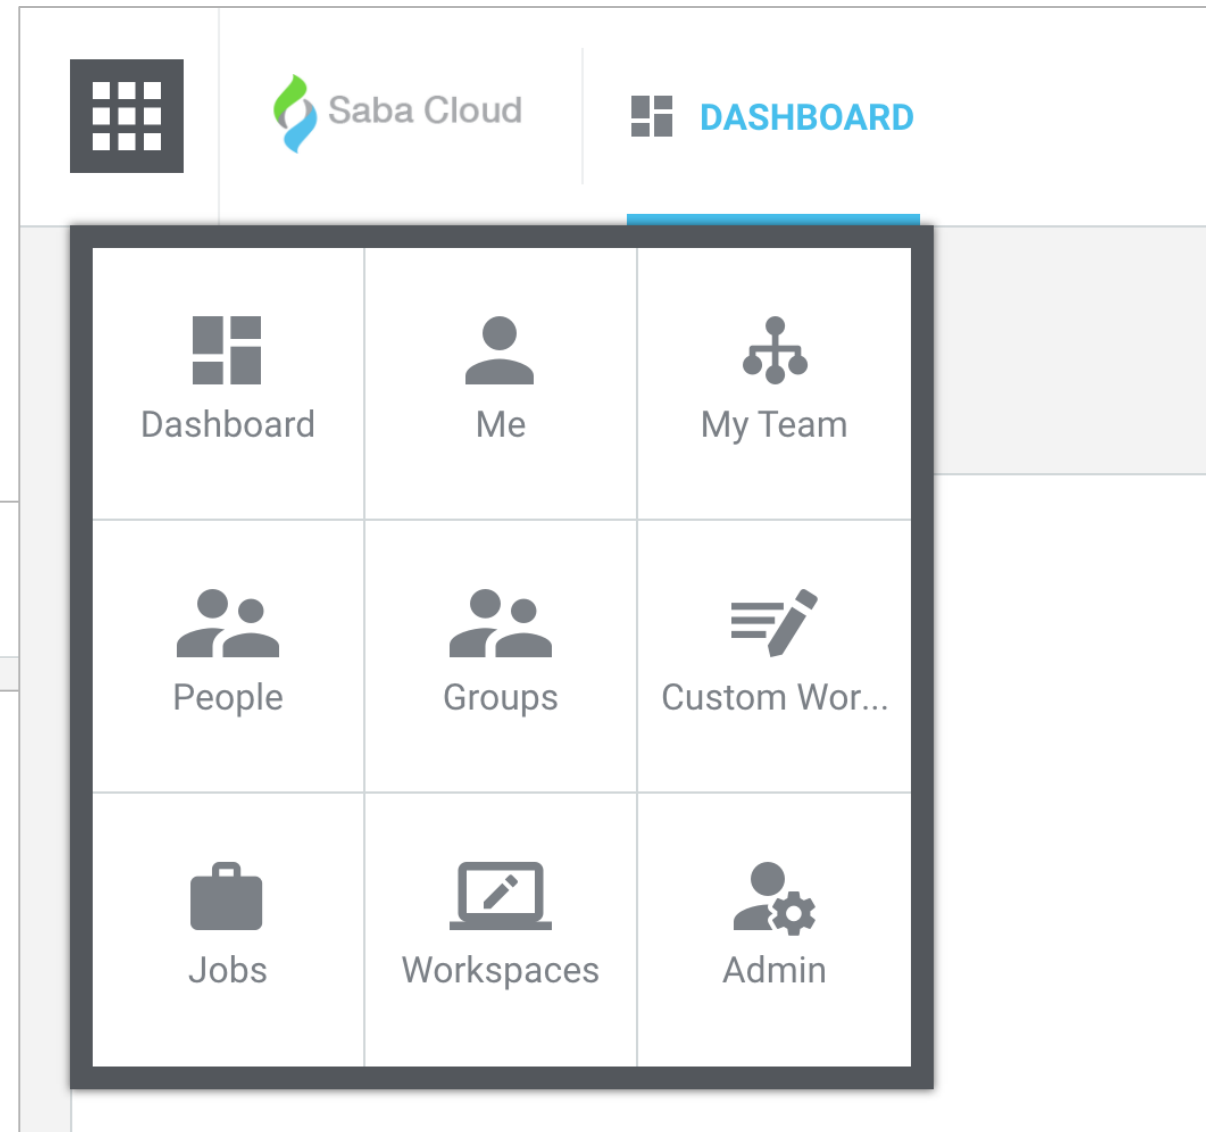 Saba Cloud
DASHBOARD
Dashboard
Me
My Team
People
Groups
Custom Wor...
Jobs
Workspaces
Admin